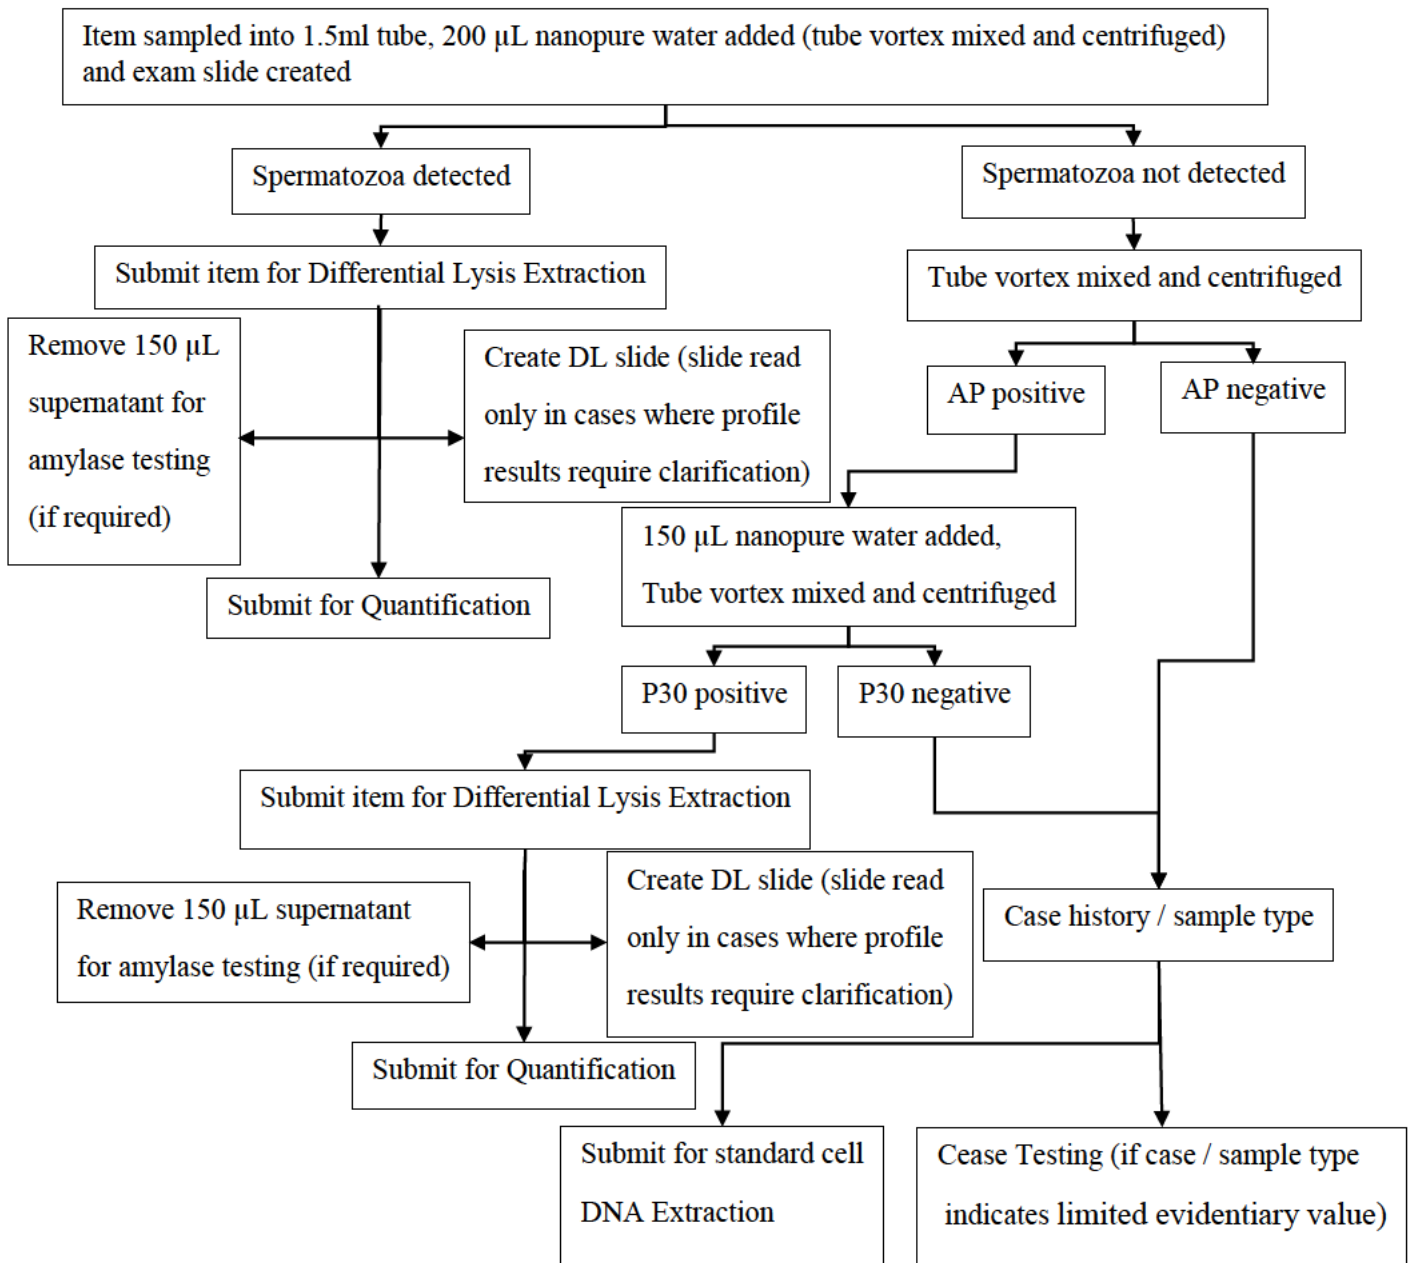 Item sampled into 1.5ml tube, 200 µL nanopure water added (tube vortex mixed and centrifuged)
and exam slide created
Spermatozoa detected
Spermatozoa not detected
Submit item for Differential Lysis Extraction
Tube vortex mixed and centrifuged
Remove 150 µL
supernatant for
amylase testing
(if required)
Create DL slide (slide read
only in cases where profile
results require clarification)
AP positive
AP negative
150 µL nanopure water added,
Tube vortex mixed and centrifuged
Submit for Quantification
P30 positive
P30 negative
Submit item for Differential Lysis Extraction
Remove 150 µL supernatant
for amylase testing (if required)
Create DL slide (slide read
only in cases where profile
results require clarification)
Case history / sample type
Submit for Quantification
Submit for standard cell
DNA Extraction
Cease Testing (if case / sample type
indicates limited evidentiary value)